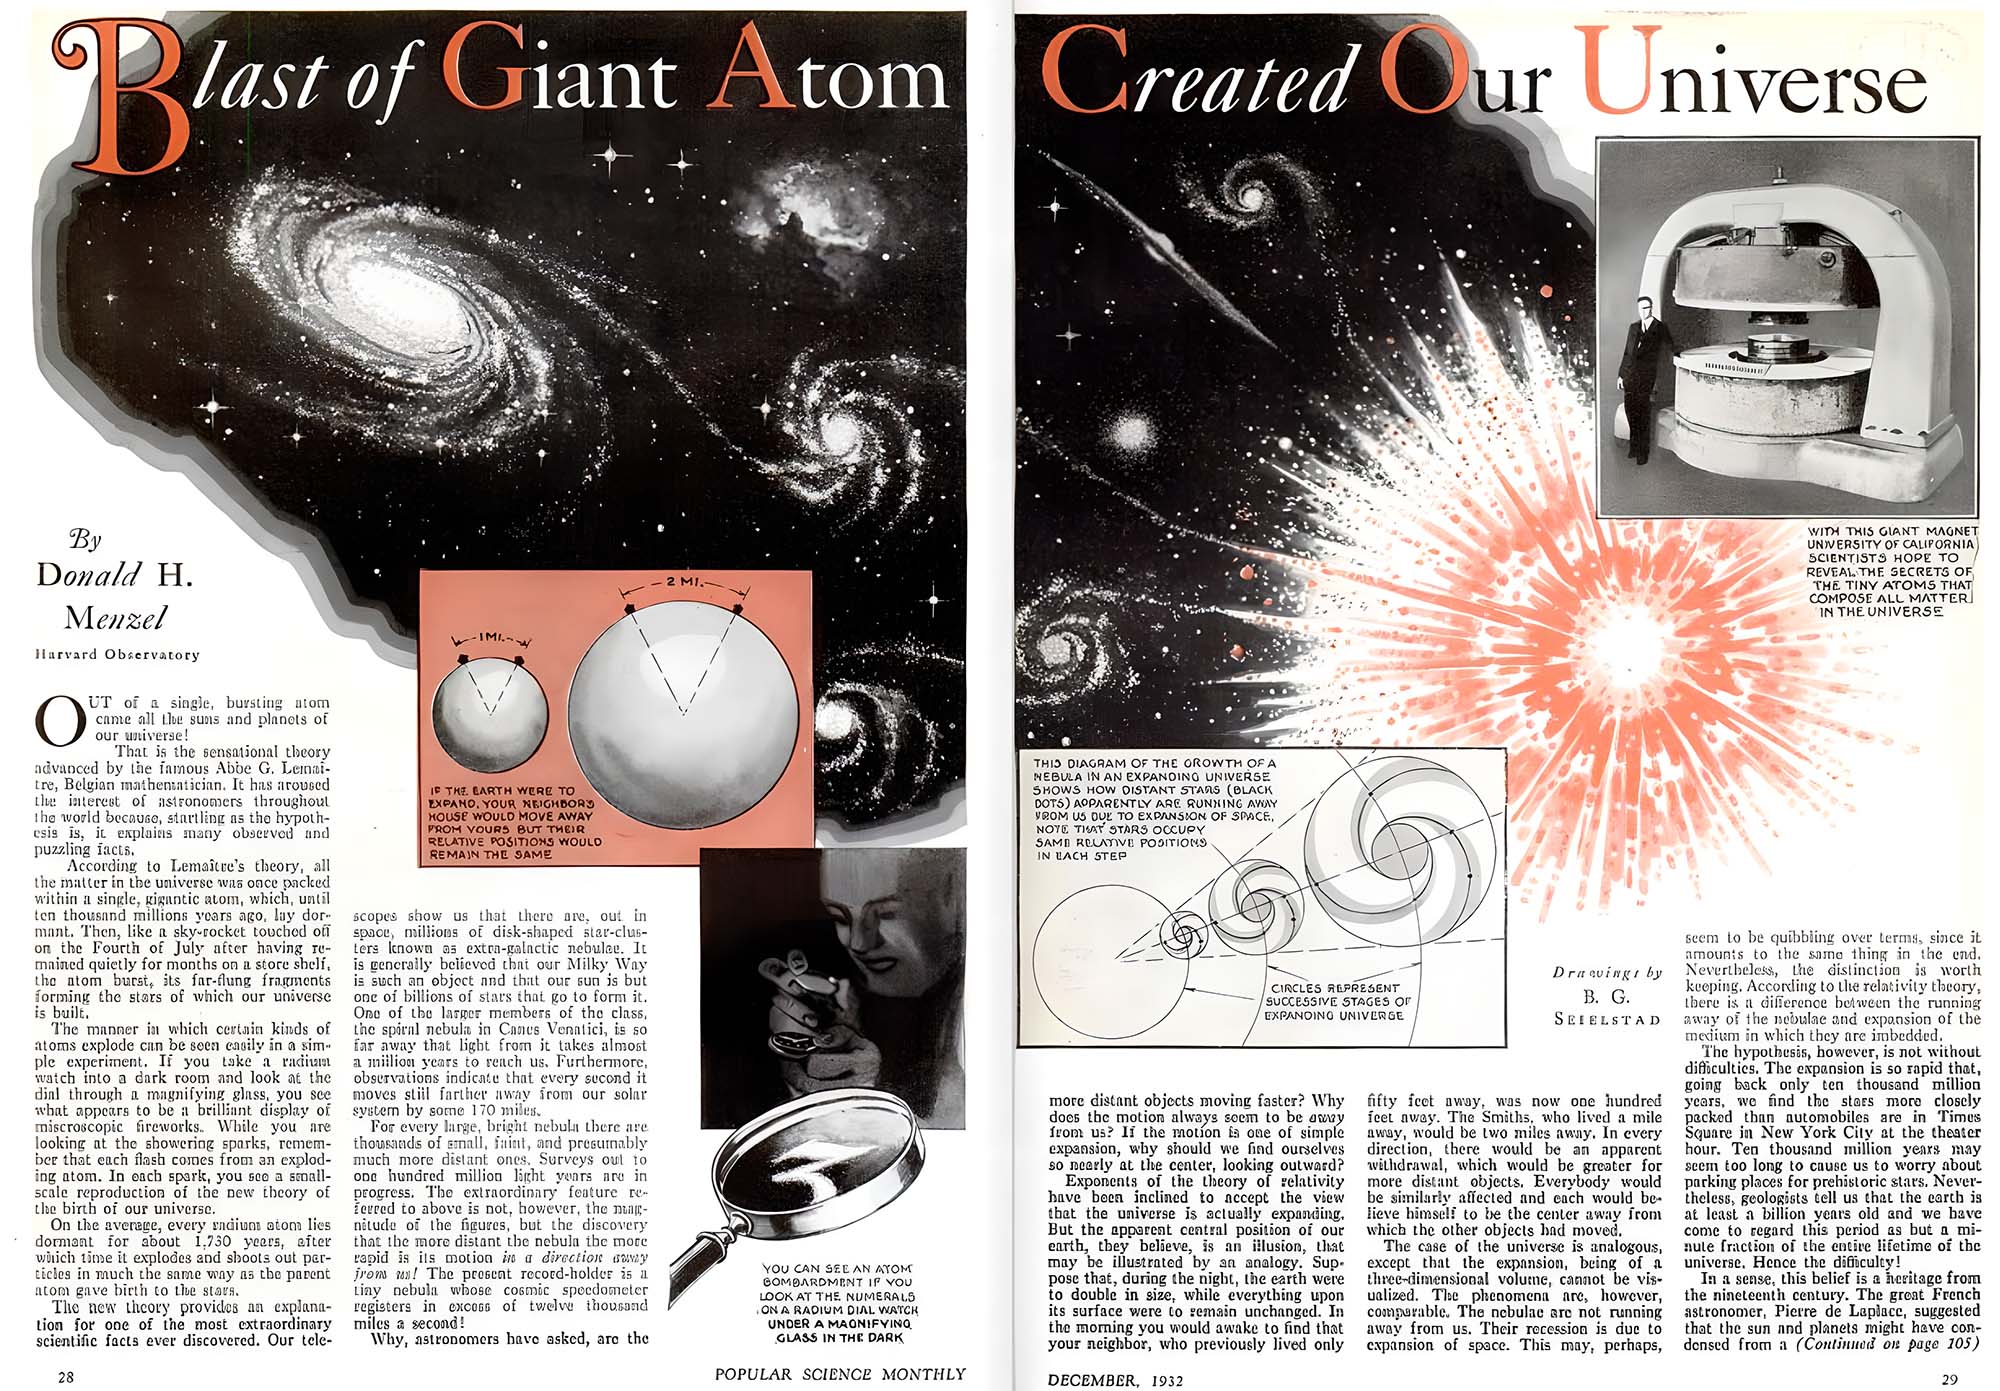 Blast of Giant Atom Created Our Universe
By
Donald H.
Menzel
Harvard Observatory
OUT of a single, bursting atom
came all the suns and planets of
our universe!
That is the sensational theory
advanced by the famous Abbe G. Lemai-
tre, Belgian mathematician. It has aroused
the interest of astronomers throughout
the world because, startling as the hypoth-
esis is, it explains many observed and
puzzling facts.
According to Lemaître's theory, all
the matter in the universe was once packed
within a single, gigantic atom, which, until
ten thousand millions years ago, lay dor-
mant. Then, like a sky-rocket touched off
on the Fourth of July after having re-
mained quietly for months on a store shelf,
the atom burst, its far-flung fragments
forming the stars of which our universe
is built.
The manner in which certain kinds of
atoms explode can be seen easily in a sim-
ple experiment. If you take a radium
watch into a dark room and look at the
dial through a magnifying glass, you see
what appears to be a brilliant display of
miscroscopic fireworks. While you are
looking at the showering sparks, remem-
ber that each flash comes from an explod-
ing atom. In each spark, you see a small-
scale reproduction of the new theory of
the birth of our universe.
On the average, every radium atom lies
dormant for about 1,730 years, after
which time it explodes and shoots out par-
ticles in much the same way as the parent
atom gave birth to the stars.
The new theory provides an explana-
tion for one of the most extraordinary
scientific facts ever discovered. Our tele-
1 MI.
2 MI.
IF THE EARTH WERE TO
EXPAND, YOUR NEIGHBOR'S
HOUSE WOULD MOVE AWAY
FROM YOURS BUT THEIR
RELATIVE POSITIONS WOULD
REMAIN THE SAME
scopes show us that there are, out in
space, millions of disk-shaped star-clus-
ters known as extra-galactic nebulae. It
is generally believed that our Milky Way
is such an object and that our sun is but
one of billions of stars that go to form it.
One of the larger members of the class,
the spiral nebula in Canes Venatici, is so
far away that light from it takes almost
a million years to reach us. Furthermore,
observations indicate that every second it
moves still farther away from our solar
system by some 170 miles.
For every large, bright nebula there are
thousands of small, faint, and presumably
much more distant ones. Surveys out to
one hundred million light years are in
progress. The extraordinary feature re-
ferred to above is not, however, the mag-
nitude of the figures, but the discovery
that the more distant the nebula the more
rapid is its motion in a direction away
from us! The present record-holder is a
tiny nebula whose cosmic speedometer
registers in excess of twelve thousand
miles a second!
Why, astronomers have asked, are the
YOU CAN SEE AN ATOM
BOMBARDMENT IF YOU
LOOK AT THE NUMERALS
ON A RADIUM DIAL WATCH
UNDER A MAGNIFYING
GLASS IN THE DARK
28
POPULAR SCIENCE MONTHLY
WITH THIS GIANT MAGNET
UNIVERSITY OF CALIFORNIA
SCIENTISTS HOPE TO
REVEAL THE SECRETS OF
THE TINY ATOMS THAT
COMPOSE ALL MATTER
IN THE UNIVERSE
THIS DIAGRAM OF THE GROWTH OF A
NEBULA IN AN EXPANDING UNIVERSE
SHOWS HOW DISTANT STARS (BLACK
DOTS) APPARENTLY ARE RUNNING AWAY
FROM US DUE TO EXPANSION OF SPACE,
NOTE THAT STARS OCCUPY
SAME RELATIVE POSITIONS
IN EACH STEP
CIRCLES REPRESENT
SUCCESSIVE STAGES OF
EXPANDING UNIVERSE
Drawings by
B. G.
SEIELSTAD
more distant objects moving faster? Why
does the motion always seem to be away
from us? If the motion is one of simple
expansion, why should we find ourselves
so nearly at the center, looking outward?
Exponents of the theory of relativity
have been inclined to accept the view
that the universe is actually expanding.
But the apparent central position of our
earth, they believe, is an illusion, that
may be illustrated by an analogy. Sup-
pose that, during the night, the earth were
to double in size, while everything upon
its surface were to remain unchanged. In
the morning you would awake to find that
your neighbor, who previously lived only
fifty feet away, was now one hundred
feet away. The Smiths, who lived a mile
away, would be two miles away. In every
direction, there would be an apparent
withdrawal, which would be greater for
more distant objects. Everybody would
be similarly affected and each would be-
lieve himself to be the center away from
which the other objects had moved.
The case of the universe is analogous,
except that the expansion, being of a
three-dimensional volume, cannot be vis-
ualized. The phenomena are, however,
comparable. The nebulae are not running
away from us. Their recession is due to
expansion of space. This may, perhaps,
seem to be quibbling over terms, since it
amounts to the same thing in the end.
Nevertheless, the distinction is worth
keeping. According to the relativity theory,
there is a difference between the running
away of the nebulae and expansion of the
medium in which they are imbedded.
The hypothesis, however, is not without
difficulties. The expansion is so rapid that,
going back only ten thousand million
years, we find the stars more closely
packed than automobiles are in Times
Square in New York City at the theater
hour. Ten thousand million years may
seem too long to cause us to worry about
parking places for prehistoric stars. Never-
theless, geologists tell us that the earth is
at least a billion years old and we have
come to regard this period as but a mi-
nute fraction of the entire lifetime of the
universe. Hence the difficulty!
In a sense, this belief is a heritage from
the nineteenth century. The great French
astronomer, Pierre de Laplace, suggested
that the sun and planets might have con-
densed from a (Continued on page 105)
DECEMBER, 1932
29